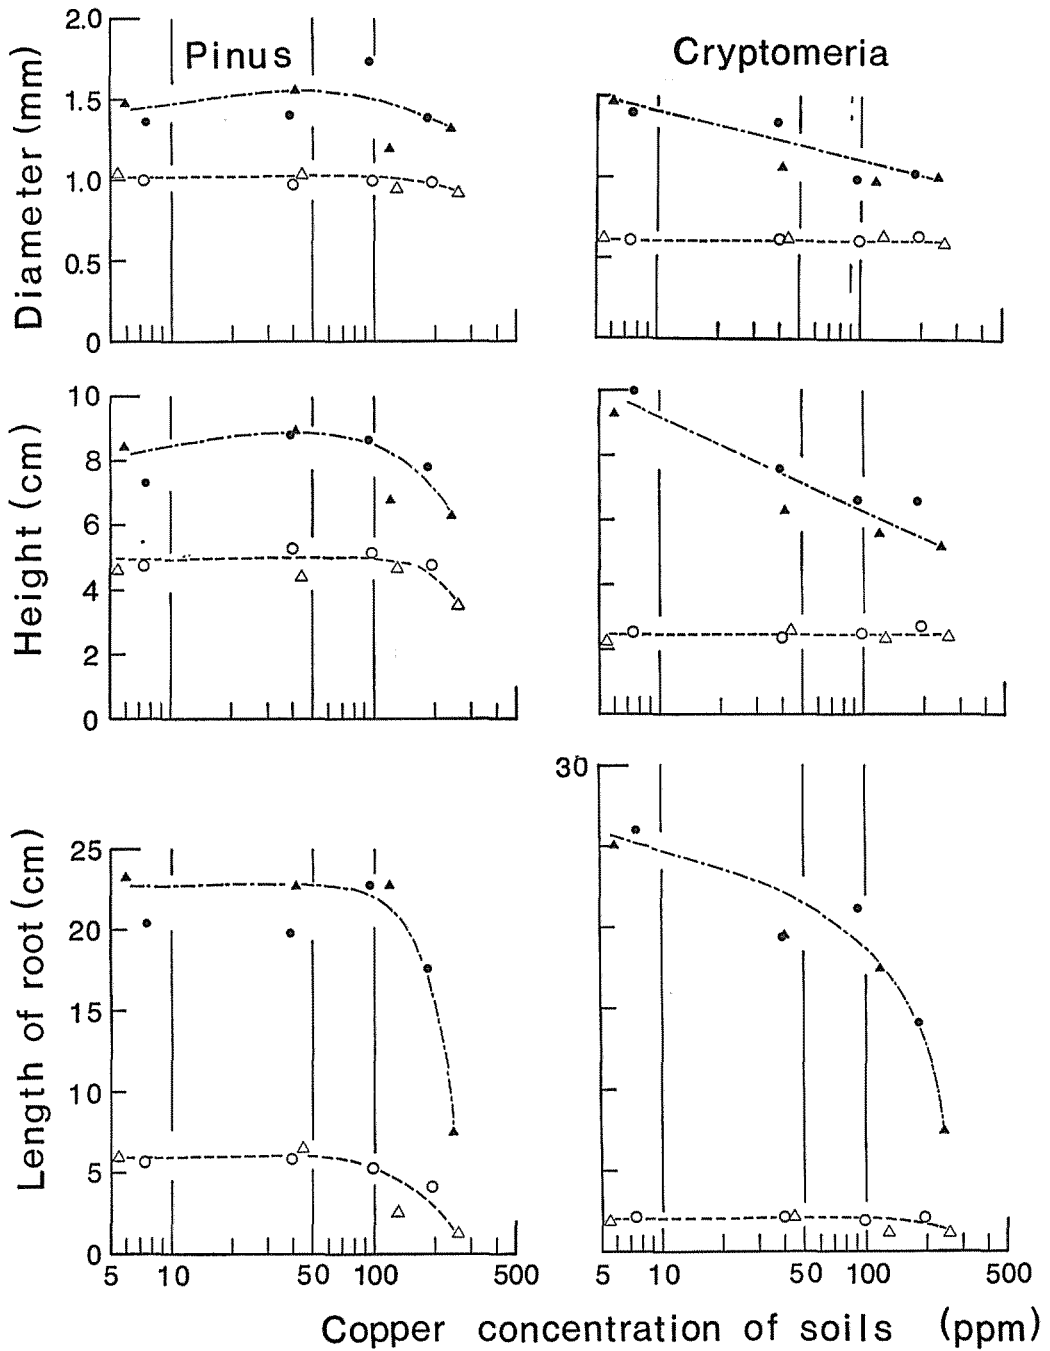 Pinus
Cryptomeria
Diameter (mm)
2.0
1.5
1.0
0.5
0
Height (cm)
10
8
6
4
2
0
Length of root (cm)
30
25
20
15
10
5
0
5 10 50 100 500
5 10 50 100 500
Copper concentration of soils (ppm)